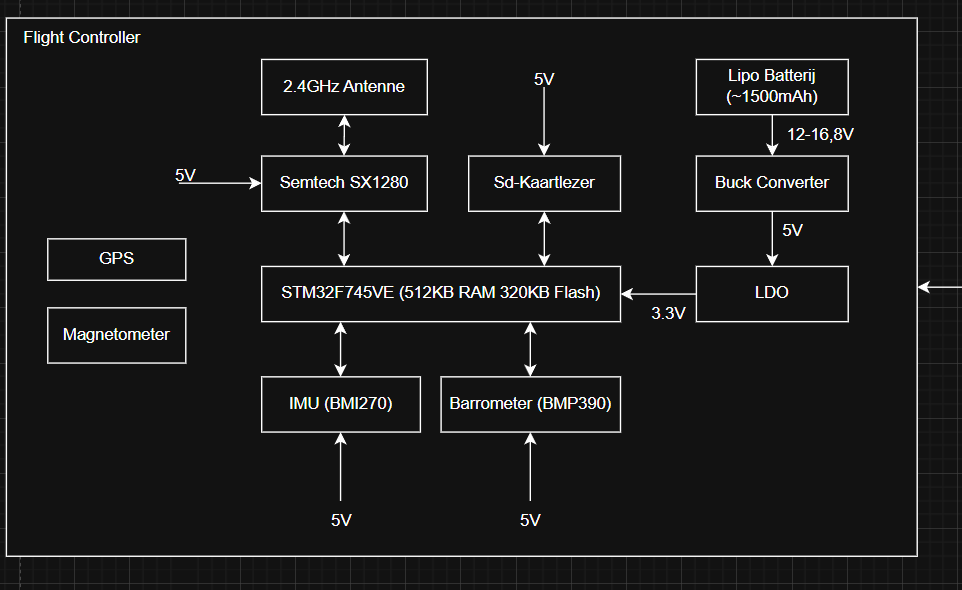 Flight Controller
2.4GHz Antenne
5V
Lipo Batterij
(~1500mAh)
12-16,8V
5V
Semtech SX1280
Sd-Kaartlezer
Buck Converter
5V
GPS
STM32F745VE (512KB RAM 320KB Flash)
LDO
3.3V
Magnetometer
IMU (BMI270)
Barrometer (BMP390)
5V
5V